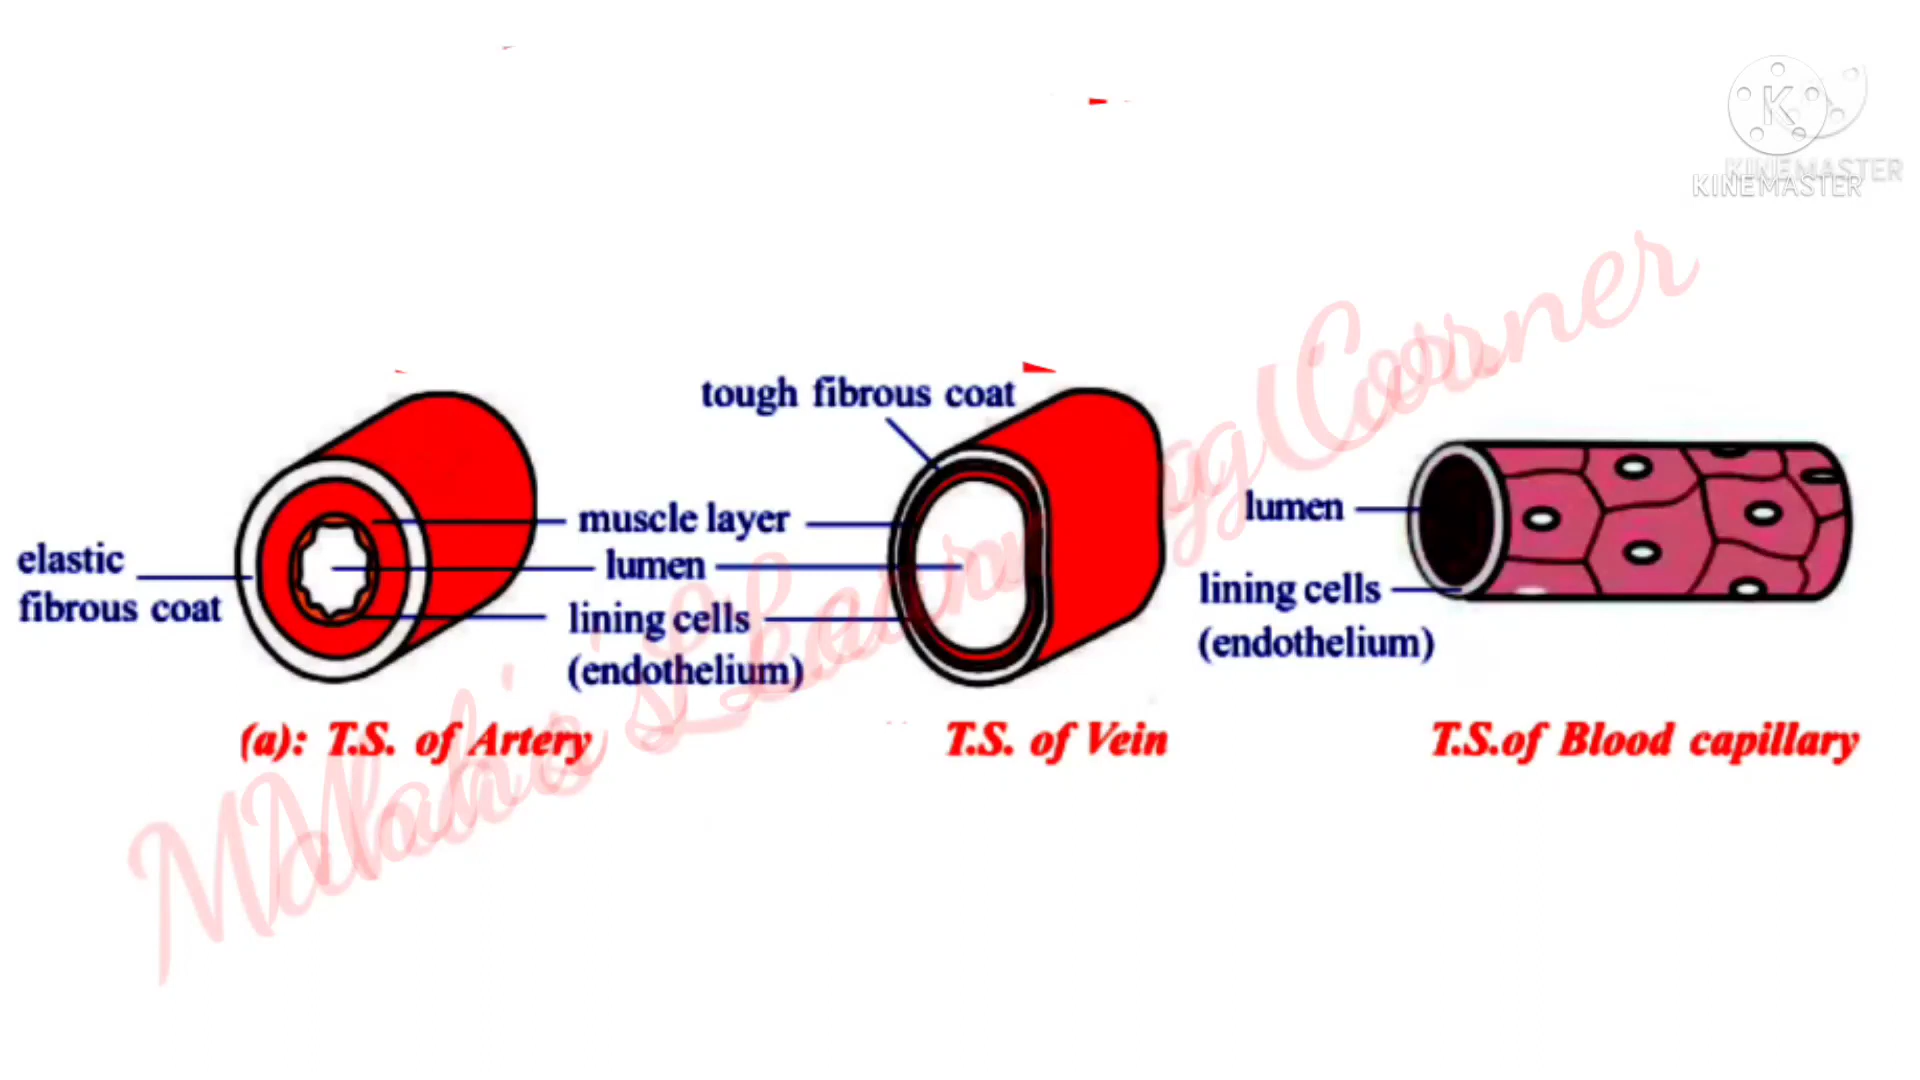 KINEMASTER
KINEMASTER
tough fibrous coat
muscle layer
lumen
lining cells
(endothelium)
elastic
fibrous coat
lumen
lining cells
(endothelium)
(a): T.S. of Artery
T.S. of Vein
T.S.of Blood capillary